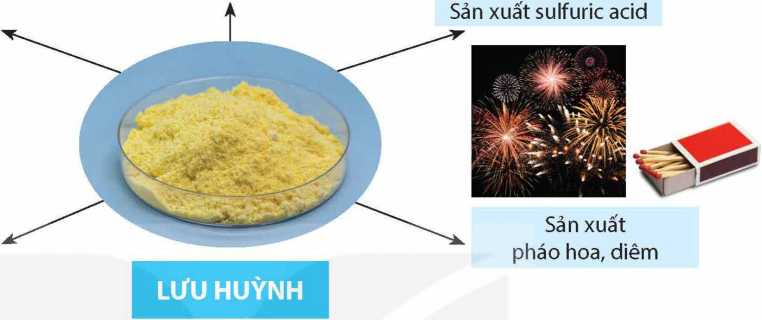 Sản xuất sulfuric acid
Sản xuất
pháo hoa, diêm
LƯU HUỲNH